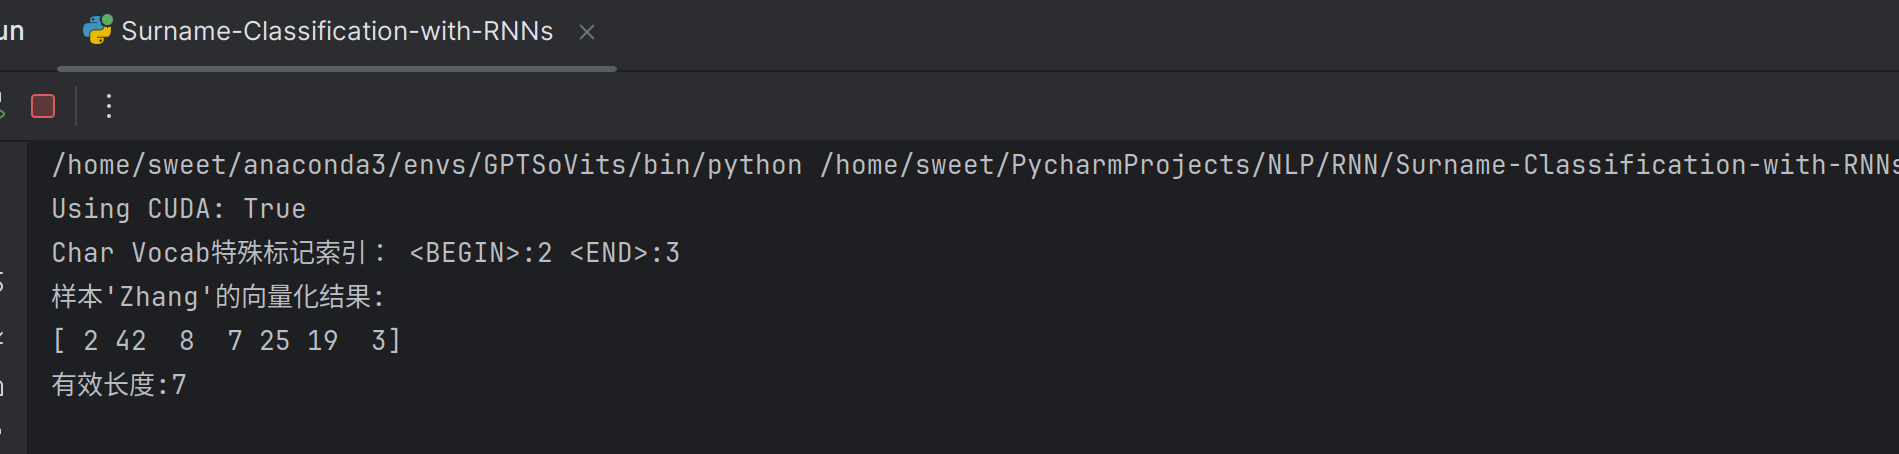 un
Surname-Classification-with-RNNs
/home/sweet/anaconda3/envs/GPTSoVits/bin/python /home/sweet/PycharmProjects/NLP/RNN/Surname-Classification-with-RNNs
Using CUDA: True
Char Vocab特殊标记索引： <BEGIN>:2 <END>:3
样本'Zhang'的向量化结果:
[ 2 42  8  7 25 19  3]
有效长度:7